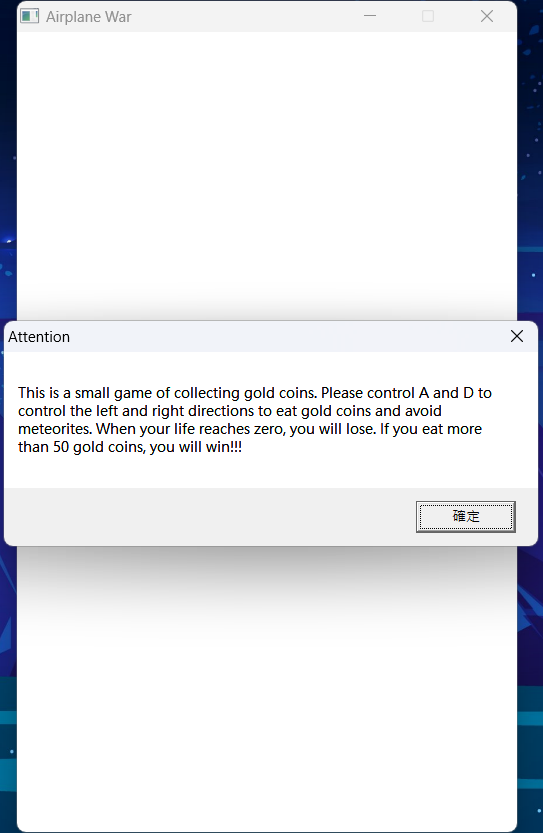 Airplane War
Attention
This is a small game of collecting gold coins. Please control A and D to
control the left and right directions to eat gold coins and avoid
meteorites. When your life reaches zero, you will lose. If you eat more
than 50 gold coins, you will win!!!
確定